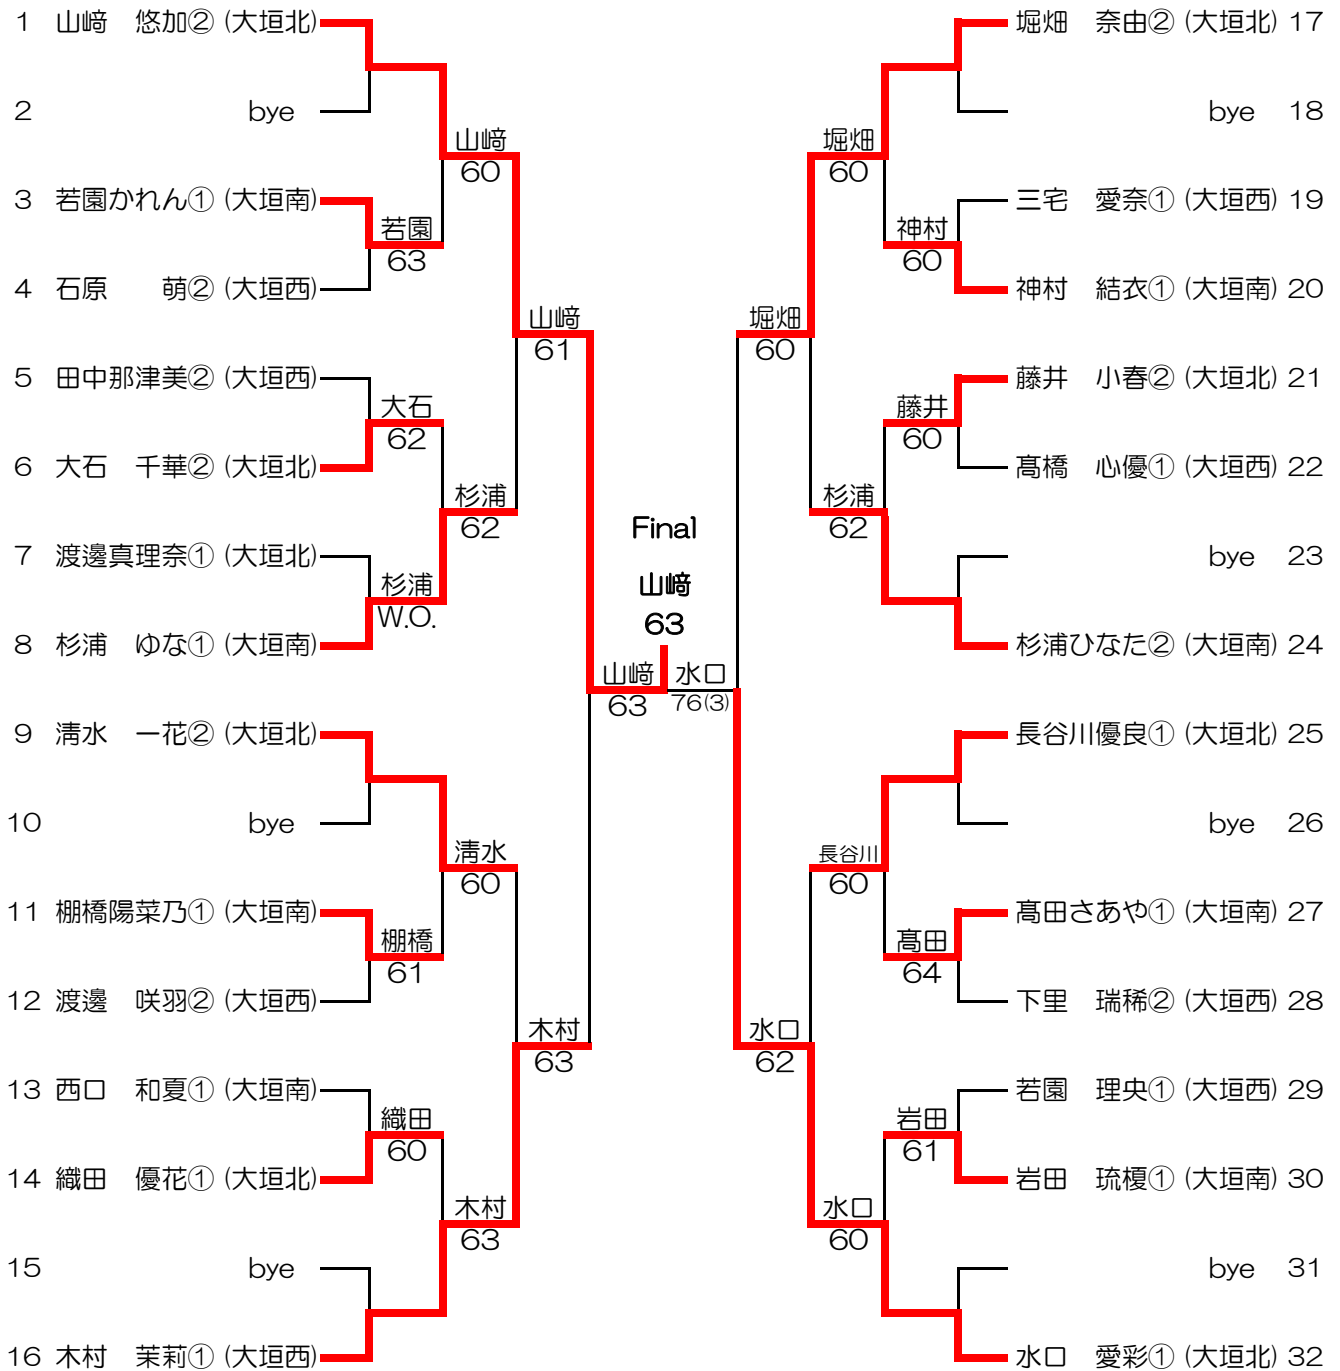 1 山﨑 悠加② (大垣北)
2 bye
3 若園かれん① (大垣南)
4 石原 萌② (大垣西)
5 田中那津美② (大垣西)
6 大石 千華② (大垣北)
7 渡邊真理奈① (大垣北)
8 杉浦 ゆな① (大垣南)
9 清水 一花② (大垣北)
10 bye
11 棚橋陽菜乃① (大垣南)
12 渡邊 咲羽② (大垣西)
13 西口 和夏① (大垣南)
14 織田 優花① (大垣北)
15 bye
16 木村 茉莉① (大垣西)
若園
63
大石
62
杉浦
W.O.
棚橋
61
織田
60
山﨑
60
杉浦
62
清水
60
木村
63
山﨑
61
木村
63
山﨑
63
Final
山﨑
63
水口
76(3)
堀畑
60
水口
62
堀畑
60
杉浦
62
長谷川
60
水口
60
神村
60
藤井
60
髙田
64
岩田
61
堀畑 奈由② (大垣北) 17
bye 18
三宅 愛奈① (大垣西) 19
神村 結衣① (大垣南) 20
藤井 小春② (大垣北) 21
髙橋 心優① (大垣西) 22
bye 23
杉浦ひなた② (大垣南) 24
長谷川優良① (大垣北) 25
bye 26
髙田さあや① (大垣南) 27
下里 瑞稀② (大垣西) 28
若園 理央① (大垣西) 29
岩田 琉榎① (大垣南) 30
bye 31
水口 愛彩① (大垣北) 32